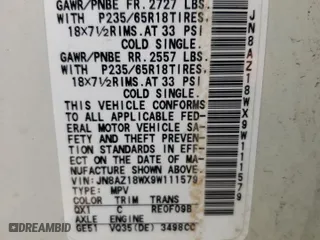 GAWR/PNBE FR.2727 LBS.
WITH P235/65R18TIRES,
18X7½RIMS.AT 33 PSI
COLD SINGLE.
GAWR/PNBE RR.2557 LBS.
WITH P235/65R18TIRES,
18X7½RIMS.AT 33 PSI
COLD SINGLE.
THIS VEHICLE CONFORMS
TO ALL APPLICABLE FED-
ERAL MOTOR VEHICLE SA-
FETY AND THEFT PREVEN-
TION STANDARDS IN EFF-
ECT ON THE DATE OF MA-
NUFACTURE SHOWN ABOVE.
VIN:JN8AZ18WX9W111579
TYPE: MPV
COLOR TRIM TRANS
QX1 C RE0F09B
AXLE ENGINE
GE51 VQ35(DE) 3498CC
JN8AZ18WX9W111579
© DREAMBID.COM